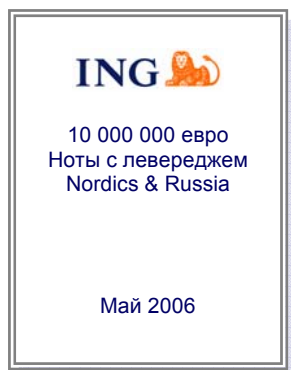 ING
10 000 000 евро
Ноты с левереджем
Nordics & Russia
Май 2006